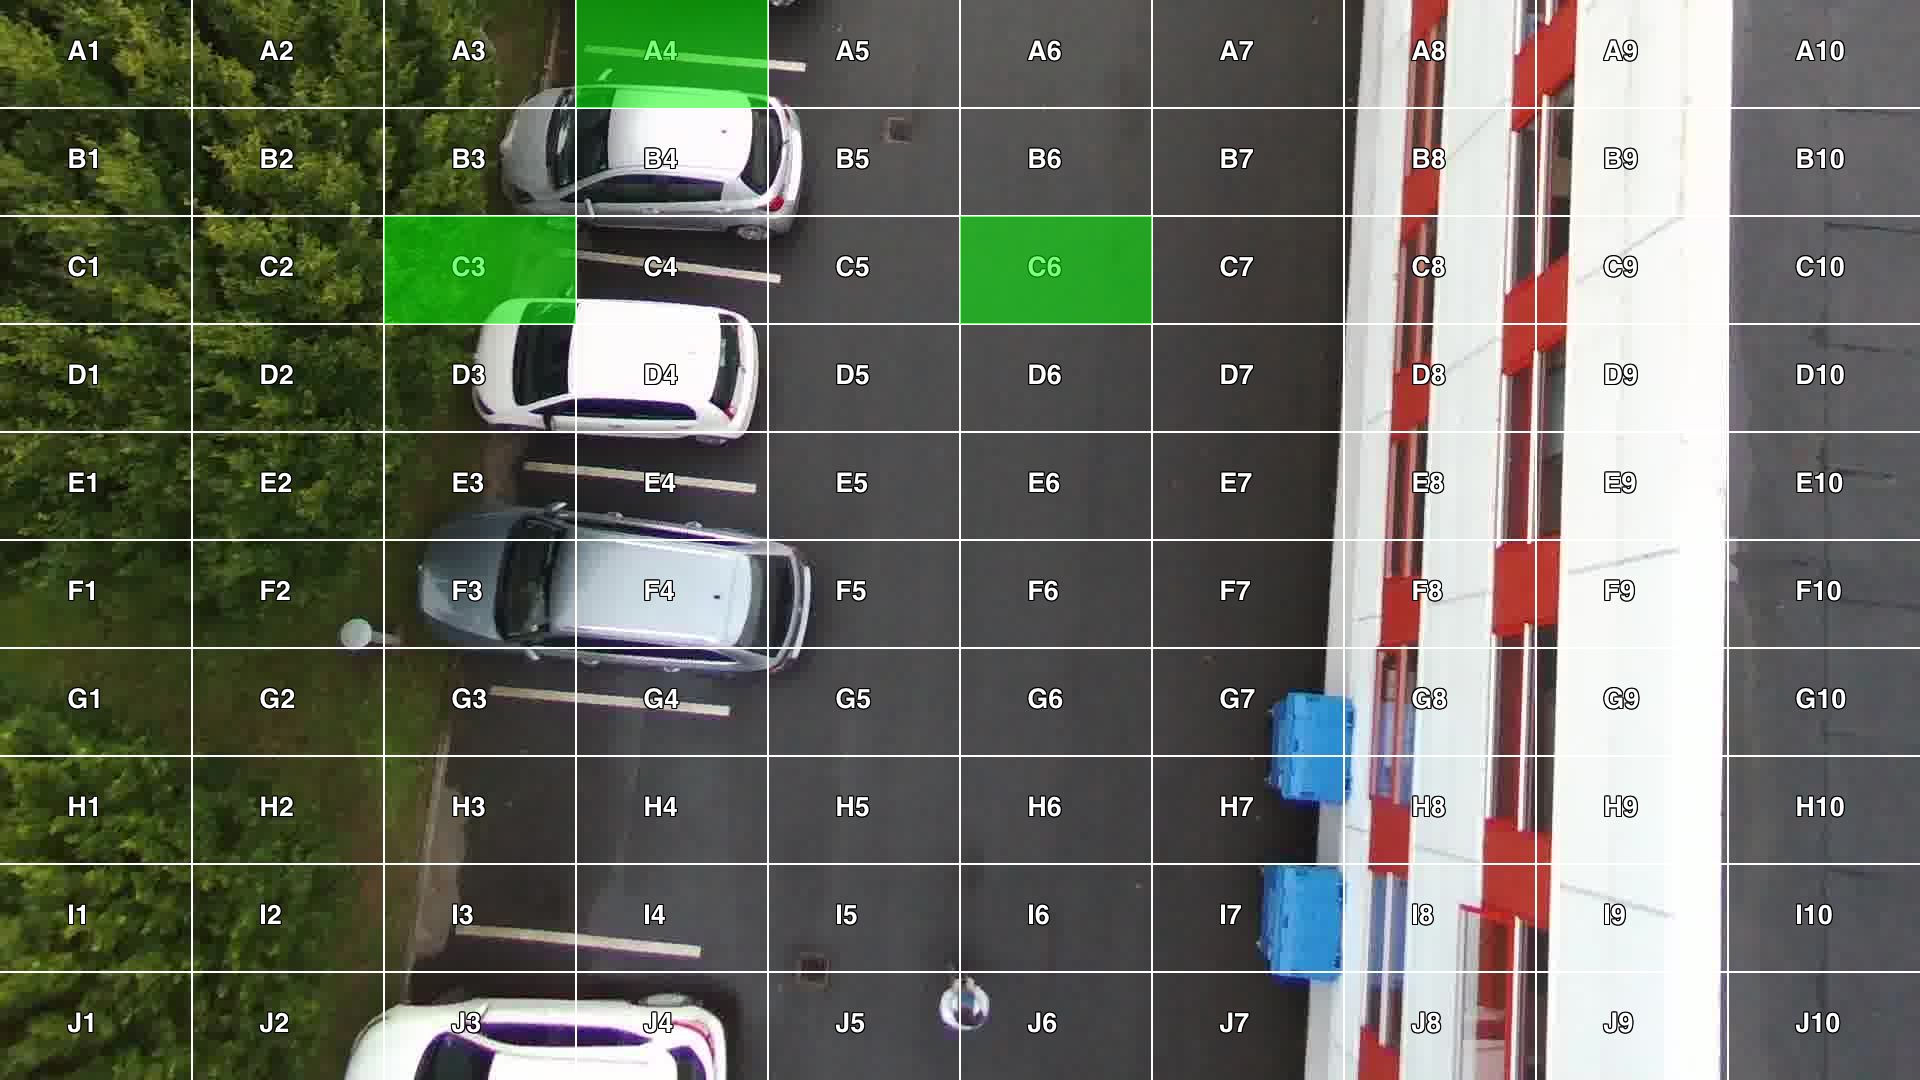 A1 A2 A3 A4 A5 A6 A7 A8 A9 A10
B1 B2 B3 B4 B5 B6 B7 B8 B9 B10
C1 C2 C3 C4 C5 C6 C7 C8 C9 C10
D1 D2 D3 D4 D5 D6 D7 D8 D9 D10
E1 E2 E3 E4 E5 E6 E7 E8 E9 E10
F1 F2 F3 F4 F5 F6 F7 F8 F9 F10
G1 G2 G3 G4 G5 G6 G7 G8 G9 G10
H1 H2 H3 H4 H5 H6 H7 H8 H9 H10
I1 I2 I3 I4 I5 I6 I7 I8 I9 I10
J1 J2 J3 J4 J5 J6 J7 J8 J9 J10